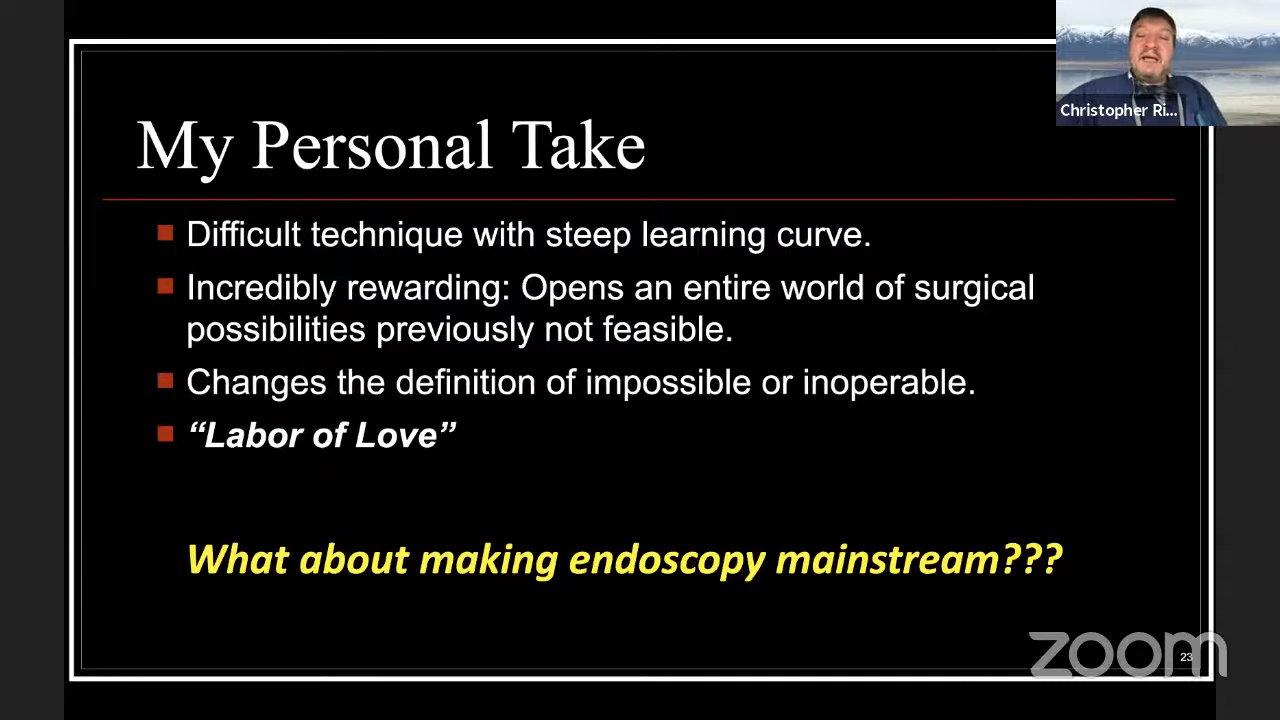 Christopher Ri...
My Personal Take
Difficult technique with steep learning curve.
Incredibly rewarding: Opens an entire world of surgical
possibilities previously not feasible.
Changes the definition of impossible or inoperable.
“Labor of Love”
What about making endoscopy mainstream???
zoom
23